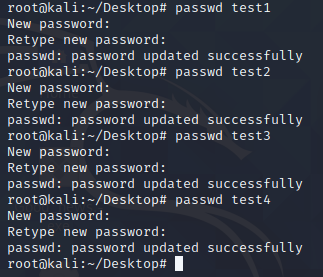 root@kali:~/Desktop# passwd test1
New password:
Retype new password:
passwd: password updated successfully
root@kali:~/Desktop# passwd test2
New password:
Retype new password:
passwd: password updated successfully
root@kali:~/Desktop# passwd test3
New password:
Retype new password:
passwd: password updated successfully
root@kali:~/Desktop# passwd test4
New password:
Retype new password:
passwd: password updated successfully
root@kali:~/Desktop#